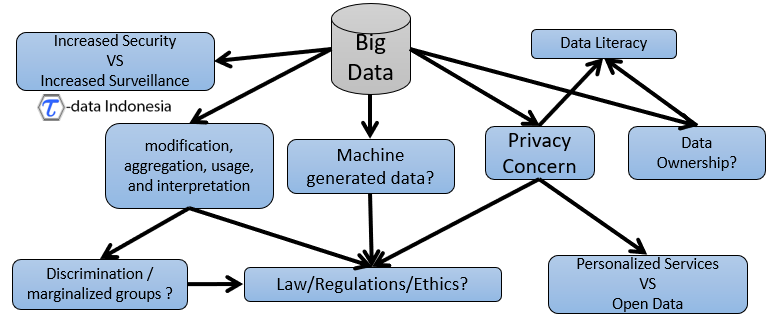 Big
Data
Increased Security
VS
Increased Surveillance
Data Literacy
τ-data Indonesia
modification,
aggregation, usage,
and interpretation
Machine
generated data?
Privacy
Concern
Data
Ownership?
Discrimination /
marginalized groups ?
Law/Regulations/Ethics?
Personalized Services
VS
Open Data